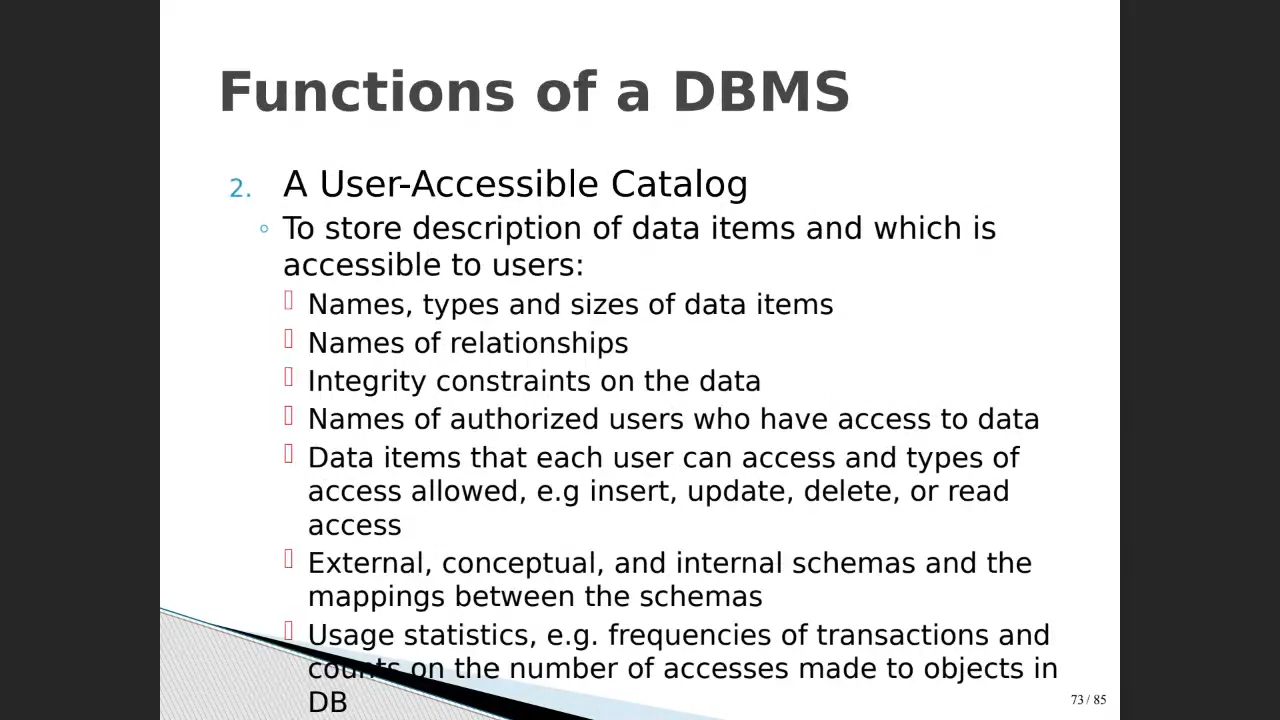 Functions of a DBMS
2. A User-Accessible Catalog
◦ To store description of data items and which is
accessible to users:
Names, types and sizes of data items
Names of relationships
Integrity constraints on the data
Names of authorized users who have access to data
Data items that each user can access and types of
access allowed, e.g insert, update, delete, or read
access
External, conceptual, and internal schemas and the
mappings between the schemas
Usage statistics, e.g. frequencies of transactions and
counts on the number of accesses made to objects in
DB
73 / 85